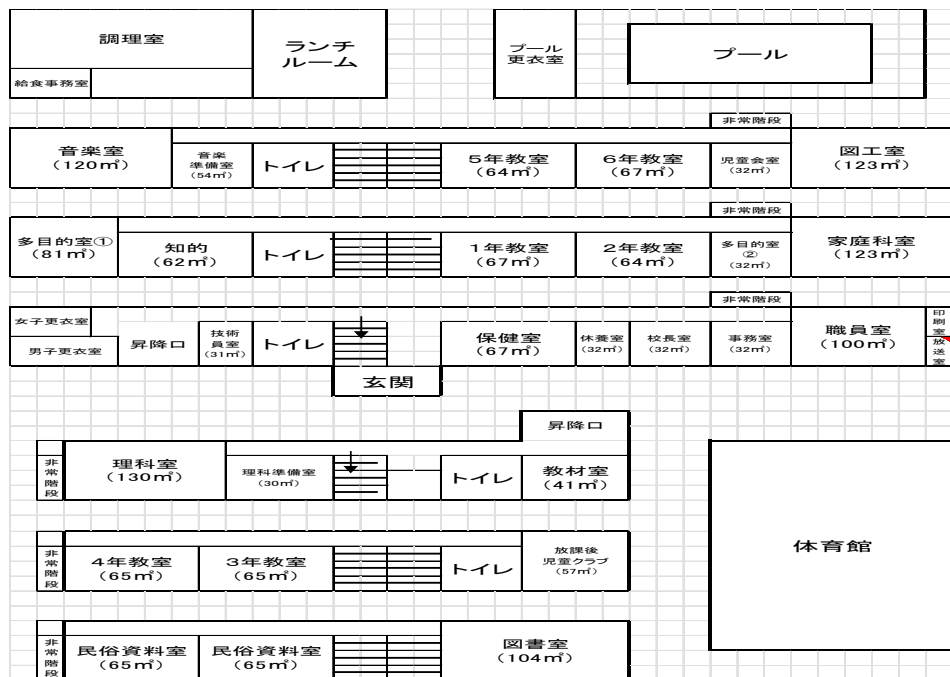 調理室
ランチ
ルーム
プール
更衣室
プール
給食事務室
非常階段
音楽室
(120㎡)
音楽
準備室
(54㎡)
トイレ
5年教室
(64㎡)
6年教室
(67㎡)
児童会室
(32㎡)
図工室
(123㎡)
非常階段
多目的室①
(81㎡)
知的
(62㎡)
トイレ
1年教室
(67㎡)
2年教室
(64㎡)
多目的室
②
(32㎡)
家庭科室
(123㎡)
非常階段
女子更衣室
男子更衣室
昇降口
技術
員室
(31㎡)
トイレ
保健室
(67㎡)
休養室
(32㎡)
校長室
(32㎡)
事務室
(32㎡)
職員室
(100㎡)
印刷室
放送室
玄関
昇降口
非常階段
理科室
(130㎡)
理科準備室
(30㎡)
トイレ
教材室
(41㎡)
体育館
非常階段
4年教室
(65㎡)
3年教室
(65㎡)
トイレ
放課後
児童クラブ
(57㎡)
非常階段
民俗資料室
(65㎡)
民俗資料室
(65㎡)
図書室
(104㎡)